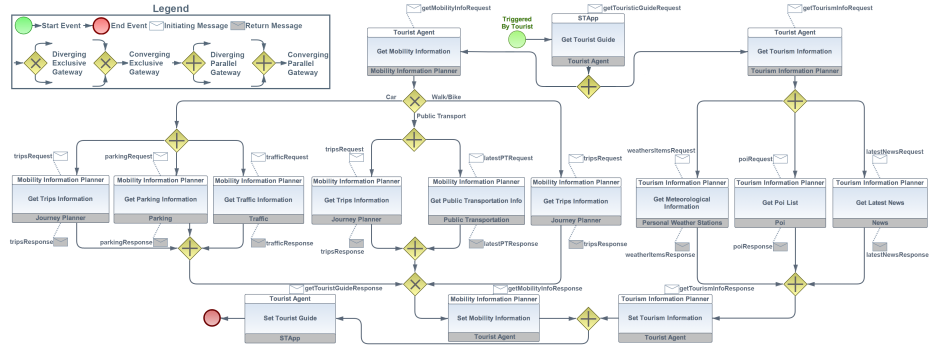 Legend
Start Event
End Event
Initiating Message
Return Message
Diverging
Exclusive
Gateway
Converging
Exclusive
Gateway
Diverging
Parallel
Gateway
Converging
Parallel
Gateway
getMobilityInfoRequest
Tourist Agent
Get Mobility Information
Mobility Information Planner
Triggered
By Tourist
getTouristicGuideRequest
STApp
Get Tourist Guide
Tourist Agent
getTourismInfoRequest
Tourist Agent
Get Tourism Information
Tourism Information Planner
Car
Walk/Bike
Public Transport
tripsRequest
Mobility Information Planner
Get Trips Information
Journey Planner
tripsResponse
parkingRequest
Mobility Information Planner
Get Parking Information
Parking
parkingResponse
trafficRequest
Mobility Information Planner
Get Traffic Information
Traffic
trafficResponse
tripsRequest
Mobility Information Planner
Get Trips Information
Journey Planner
tripsResponse
latestPTRequest
Mobility Information Planner
Get Public Transportation Info
Public Transportation
latestPTResponse
tripsRequest
Mobility Information Planner
Get Trips Information
Journey Planner
tripsResponse
weathersItemsRequest
Tourism Information Planner
Get Meteorological
Information
Personal Weather Stations
weatherItemsResponse
poiRequest
Tourism Information Planner
Get Poi List
Poi
poiResponse
latestNewsRequest
Tourism Information Planner
Get Latest News
News
latestNewsResponse
getTouristGuideResponse
Tourist Agent
Set Tourist Guide
STApp
getMobilityInfoResponse
Mobility Information Planner
Set Mobility Information
Tourist Agent
getTourismInfoResponse
Tourism Information Planner
Set Tourism Information
Tourist Agent